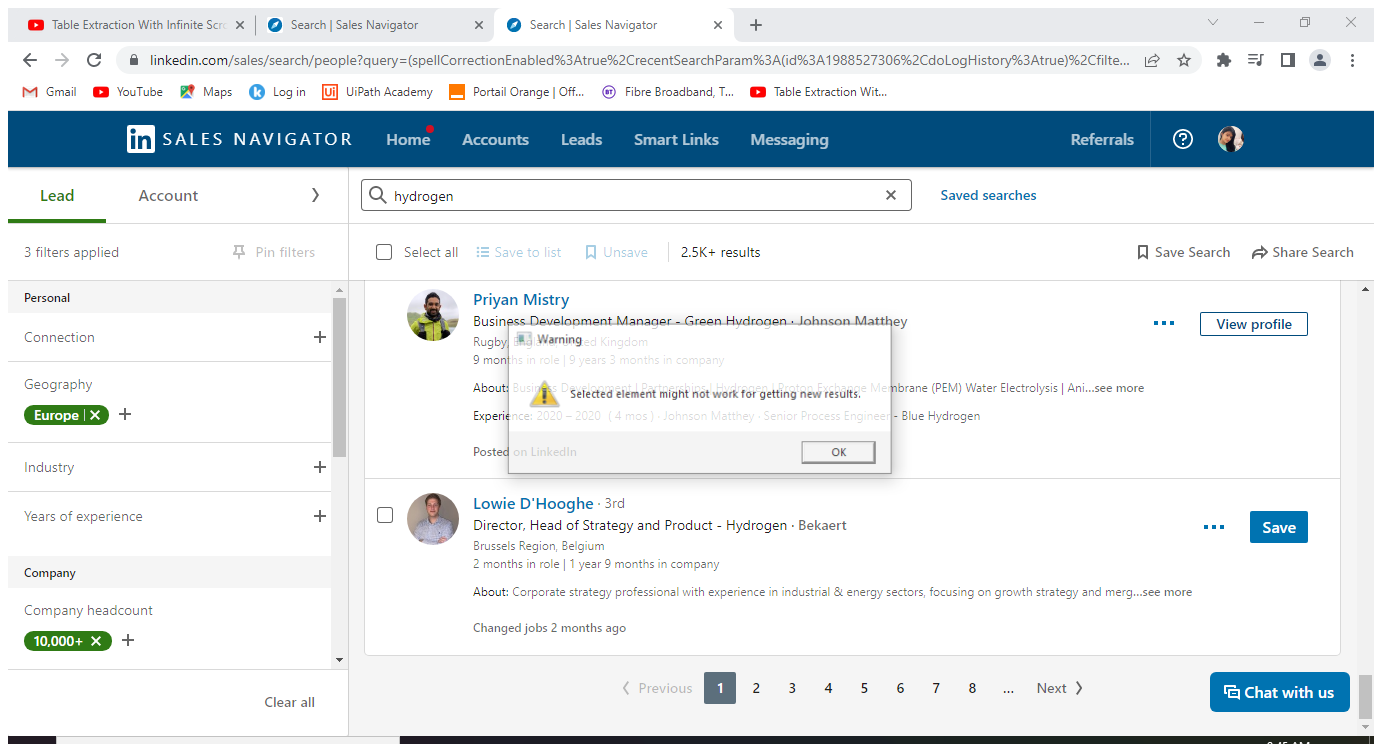 Table Extraction With Infinite Scro
Search | Sales Navigator
Search | Sales Navigator
linkedin.com/sales/search/people?query=(spellCorrectionEnabled%3Atrue%2CrecentSearchParam%3A(id%3A1988527306%2CdoLogHistory%3Atrue)%2Cfilte...
Gmail YouTube Maps Log in UiPath Academy Portail Orange | Off... Fibre Broadband, T... Table Extraction Wit...
in SALES NAVIGATOR Home Accounts Leads Smart Links Messaging Referrals
Lead Account
hydrogen
Saved searches
3 filters applied Pin filters
Select all Save to list Unsave 2.5K+ results Save Search Share Search
Personal
Connection
Geography
Europe
Industry
Years of experience
Company
Company headcount
10,000+
Clear all
Priyan Mistry
Business Development Manager - Green Hydrogen · Johnson Matthey
Rugby, England, United Kingdom
9 months in role | 9 years 3 months in company
About: Business Development | Partnerships | Hydrogen | Proton Exchange Membrane (PEM) Water Electrolysis | Ani...see more
Experience: 2020 – 2020 ( 4 mos ) · Johnson Matthey · Senior Process Engineer - Blue Hydrogen
Posted on LinkedIn
View profile
Warning
Selected element might not work for getting new results.
OK
Lowie D'Hooghe · 3rd
Director, Head of Strategy and Product - Hydrogen · Bekaert
Brussels Region, Belgium
2 months in role | 1 year 9 months in company
About: Corporate strategy professional with experience in industrial & energy sectors, focusing on growth strategy and merg...see more
Changed jobs 2 months ago
Save
Previous 1 2 3 4 5 6 7 8 ... Next
Chat with us